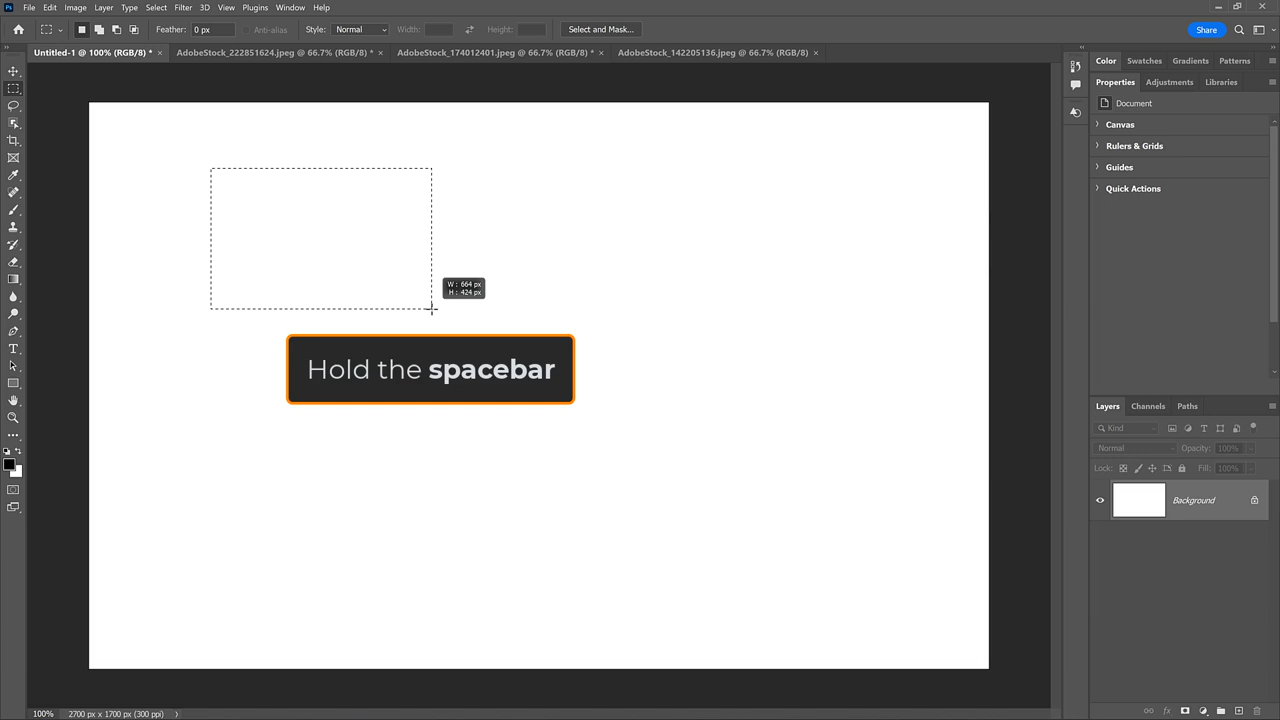 Ps File Edit Image Layer Type Select Filter 3D View Plugins Window Help
Feather: 0 px Anti-alias Style: Normal Width: Height: Select and Mask... Share
Untitled-1 @ 100% (RGB/8) * × AdobeStock_222851624.jpeg @ 66.7% (RGB/8) * × AdobeStock_174012401.jpeg @ 66.7% (RGB/8) * × AdobeStock_142205136.jpeg @ 66.7% (RGB/8) ×
Color Swatches Gradients Patterns
Properties Adjustments Libraries
Document
Canvas
Rulers & Grids
Guides
Quick Actions
W : 664 px
H : 424 px
Hold the spacebar
Layers Channels Paths
Kind
Normal Opacity: 100%
Lock: Fill: 100%
Background
100% 2700 px x 1700 px (300 ppi)